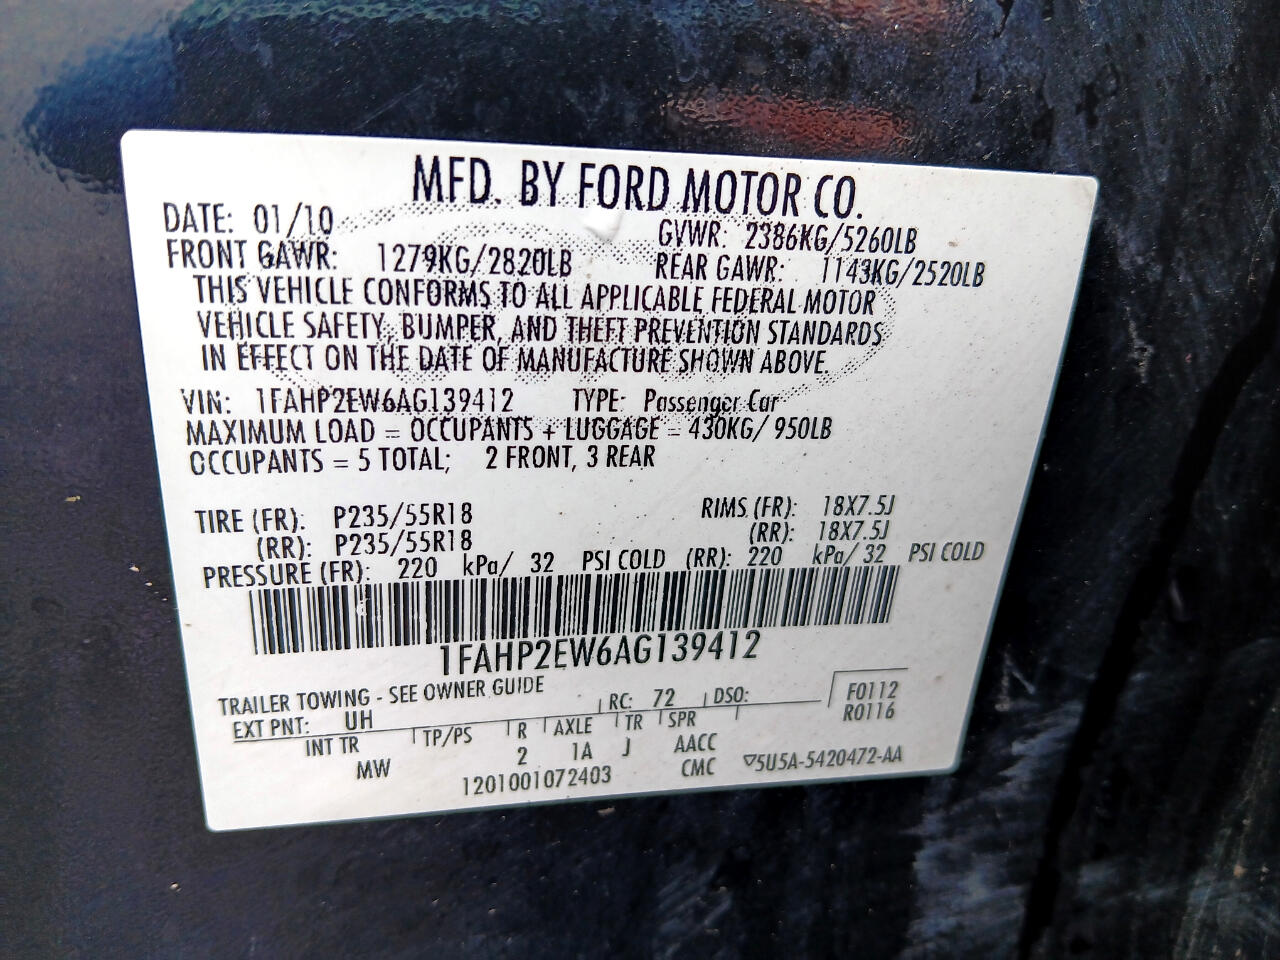 MFD. BY FORD MOTOR CO.
DATE: 01/10 GVWR: 2386KG/5260LB
FRONT GAWR: 1279KG/2820LB REAR GAWR: 1143KG/2520LB
THIS VEHICLE CONFORMS TO ALL APPLICABLE FEDERAL MOTOR
VEHICLE SAFETY, BUMPER, AND THEFT PREVENTION STANDARDS
IN EFFECT ON THE DATE OF MANUFACTURE SHOWN ABOVE.
VIN: 1FAHP2EW6AG139412 TYPE: Passenger Car
MAXIMUM LOAD = OCCUPANTS + LUGGAGE = 430KG/ 950LB
OCCUPANTS = 5 TOTAL; 2 FRONT, 3 REAR
TIRE (FR): P235/55R18 RIMS (FR): 18X7.5J
(RR): P235/55R18 (RR): 18X7.5J
PRESSURE (FR): 220 kPa/ 32 PSI COLD (RR): 220 kPa/ 32 PSI COLD
1FAHP2EW6AG139412
TRAILER TOWING - SEE OWNER GUIDE
EXT PNT: UH RC: 72 DSO: F0112
R0116
INT TR TP/PS R AXLE TR SPR
MW 2 1A J AACC
1201001072403 CMC ▽5U5A-5420472-AA